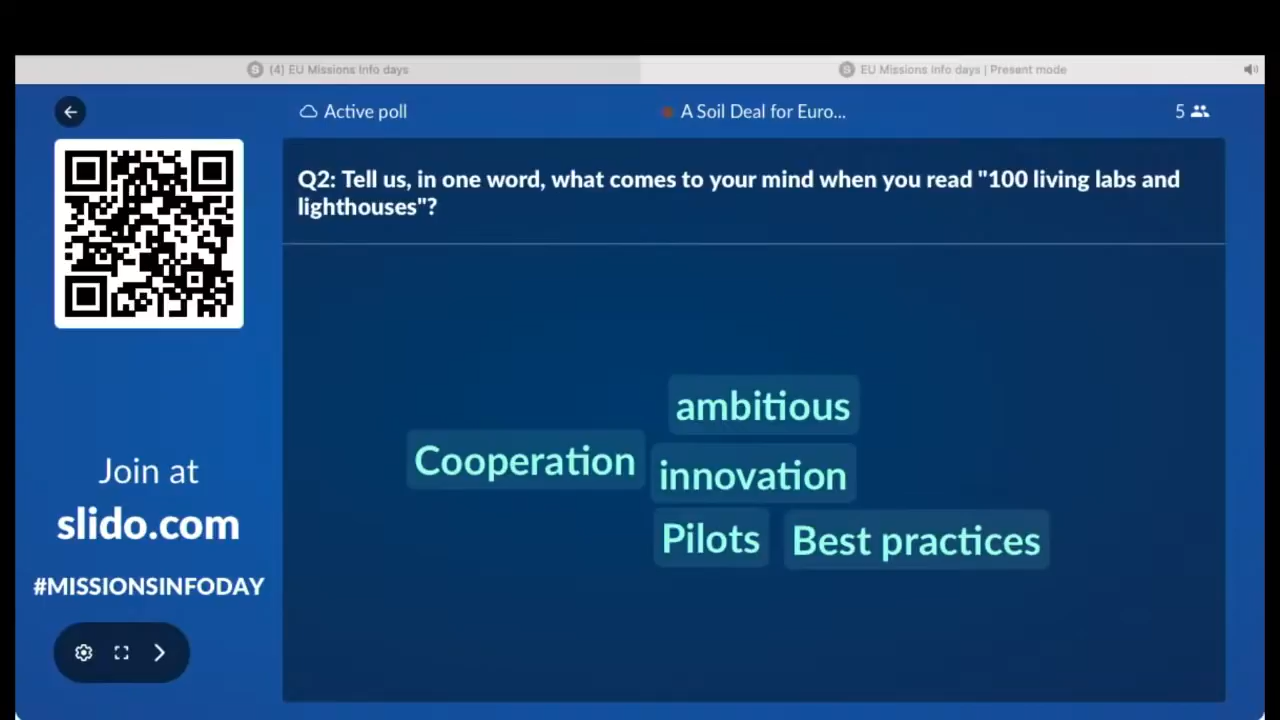 (4) EU Missions Info days
EU Missions Info days | Present mode
Active poll
A Soil Deal for Euro...
5
Q2: Tell us, in one word, what comes to your mind when you read "100 living labs and
lighthouses"?
ambitious
Cooperation
innovation
Pilots
Best practices
Join at
slido.com
#MISSIONSINFODAY